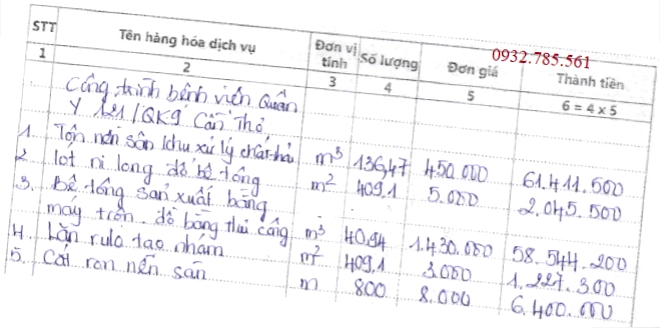 0932.785.561
STT Tên hàng hóa dịch vụ Đơn vị tính Số lượng Đơn giá Thành tiền
1 2 3 4 5 6 = 4 x 5
Công trình bệnh viện Quân
Y 121/QK9 Cần Thơ
1. Tôn nền sân khu xử lý chất thải m³ 136,47 450.000 61.411.500
2. lót ni long đổ bê tông m² 409,1 5.000 2.045.500
3. Bê tông sản xuất bằng
máy trộn. đổ bằng thủ công m³ 40,94 1.430.000 58.544.200
4. Lăn rulo tạo nhám m² 409,1 3.000 1.227.300
5. Cắt ron nền sân m 800 8.000 6.400.000